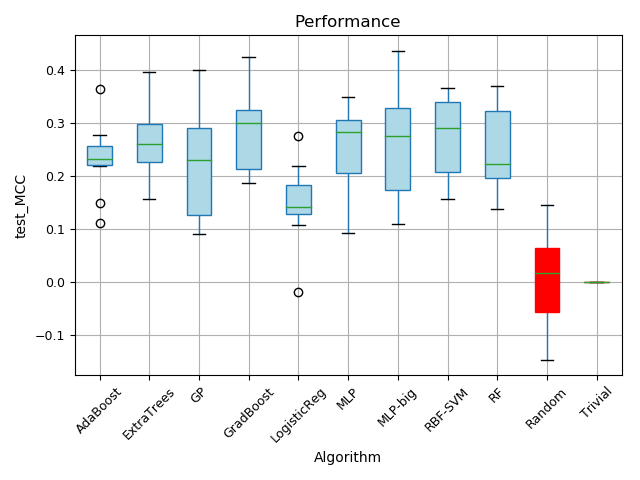 Performance
test_MCC
0.4
0.3
0.2
0.1
0.0
−0.1
AdaBoost
ExtraTrees
GP
GradBoost
LogisticReg
MLP
MLP-big
RBF-SVM
RF
Random
Trivial
Algorithm